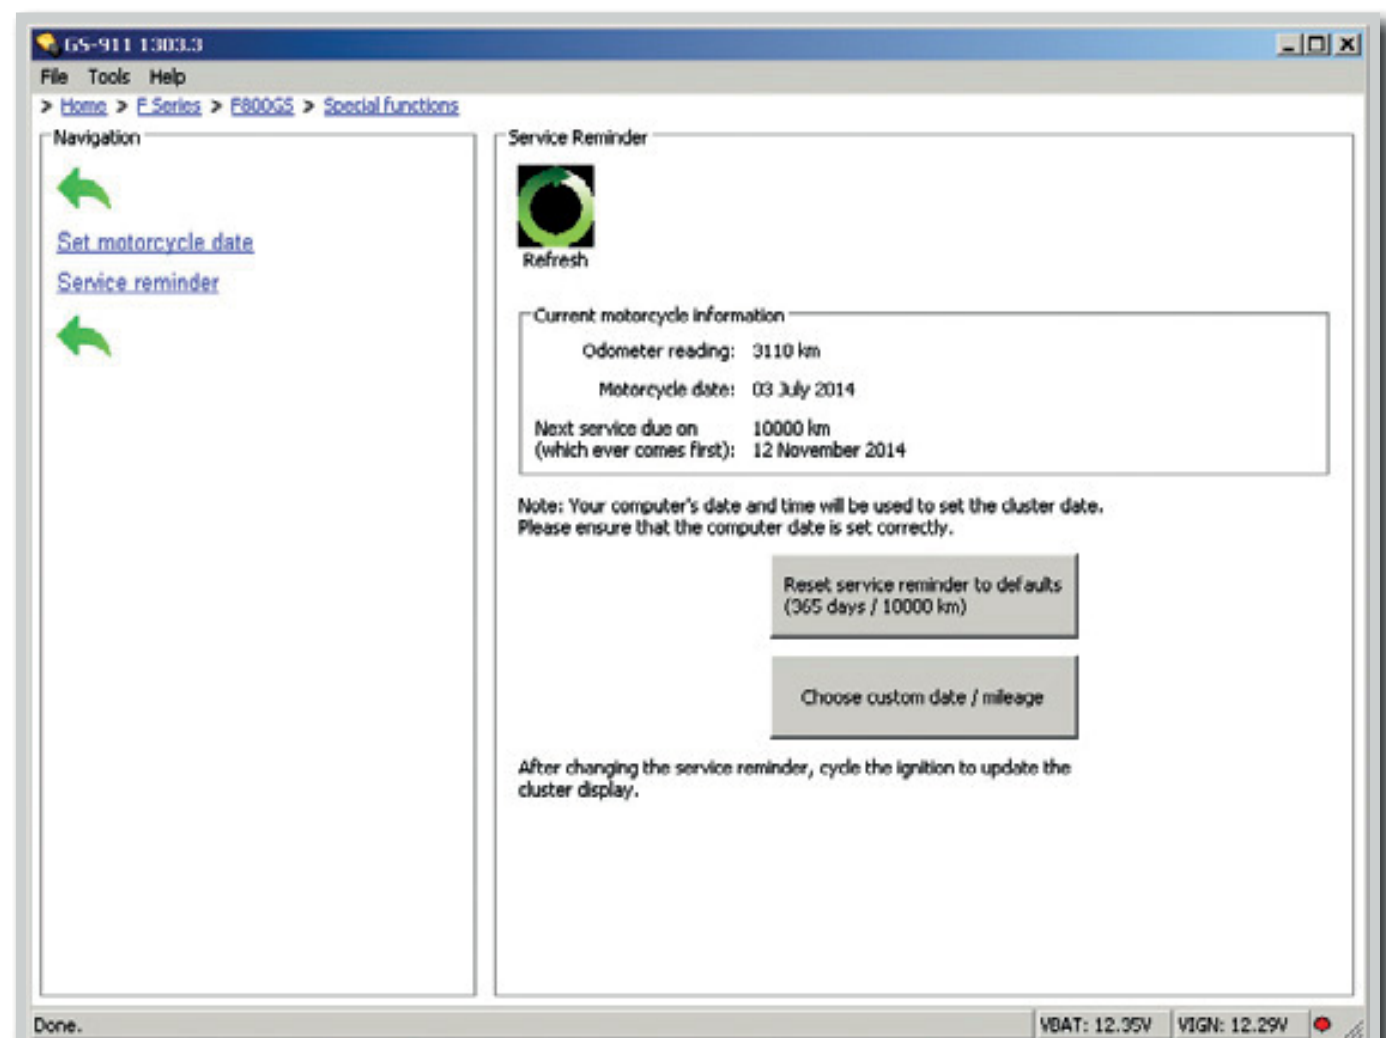 GS-911 1303.3
File Tools Help
> Home > F Series > F800GS > Special functions
Navigation
Set motorcycle date
Service reminder
Service Reminder
Refresh
Current motorcycle information
Odometer reading: 3110 km
Motorcycle date: 03 July 2014
Next service due on 10000 km
(which ever comes first): 12 November 2014
Note: Your computer's date and time will be used to set the cluster date.
Please ensure that the computer date is set correctly.
Reset service reminder to defaults
(365 days / 10000 km)
Choose custom date / mileage
After changing the service reminder, cycle the ignition to update the
cluster display.
Done. VBAT: 12.35V VIGN: 12.29V